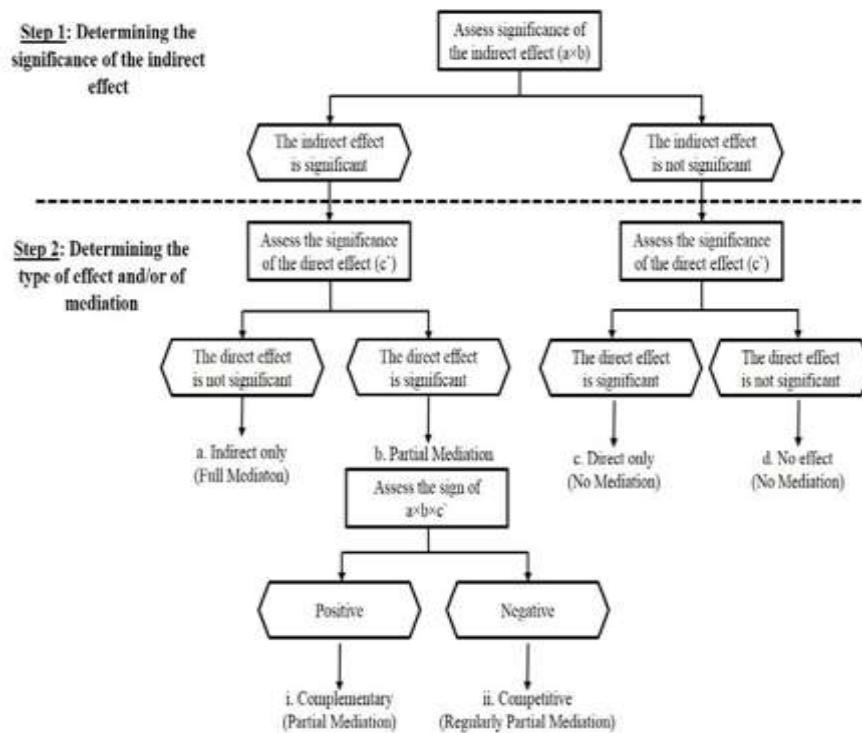 Step 1: Determining the
significance of the indirect
effect
Assess significance of
the indirect effect (a×b)
The indirect effect
is significant
The indirect effect
is not significant
Step 2: Determining the
type of effect and/or of
mediation
Assess the significance
of the direct effect (c`)
Assess the significance
of the direct effect (c`)
The direct effect
is not significant
The direct effect
is significant
The direct effect
is significant
The direct effect
is not significant
a. Indirect only
(Full Mediaton)
b. Partial Mediation
c. Direct only
(No Mediation)
d. No effect
(No Mediation)
Assess the sign of
a×b×c`
Positive
Negative
i. Complementary
(Partial Mediation)
ii. Competitive
(Regularly Partial Mediation)